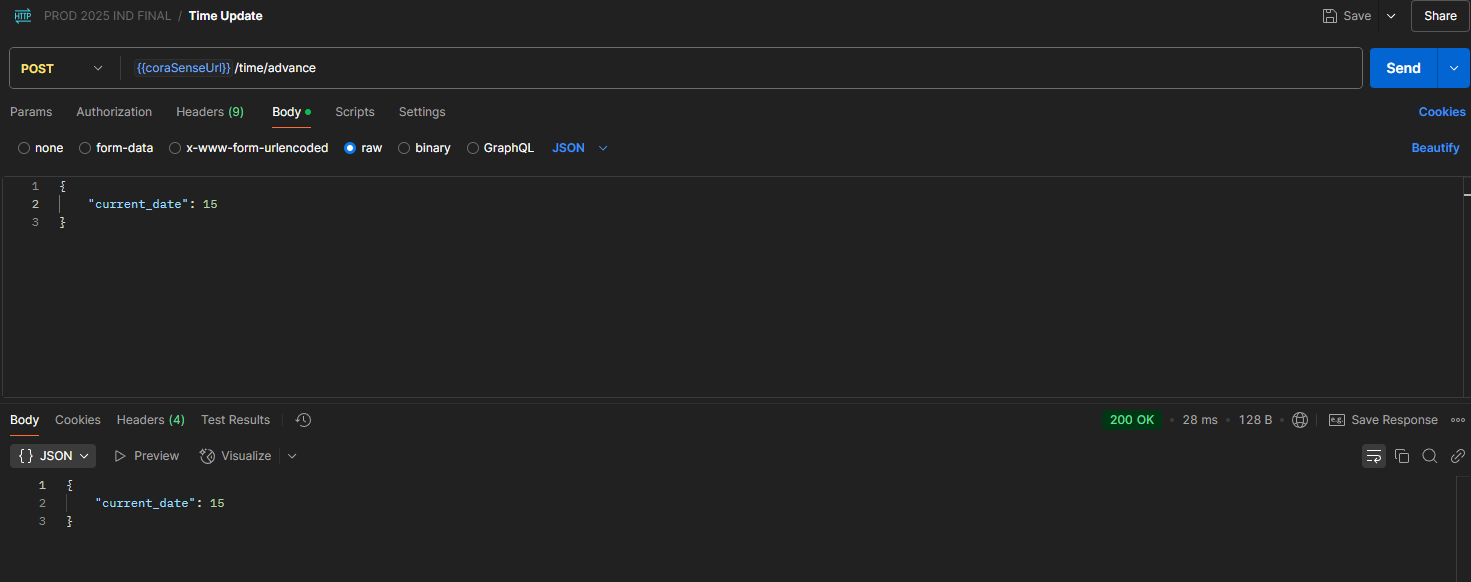 HTTP PROD 2025 IND FINAL / Time Update Save Share
POST {{coraSenseUrl}} /time/advance Send
Params Authorization Headers (9) Body Scripts Settings Cookies
none form-data x-www-form-urlencoded raw binary GraphQL JSON Beautify
1 {
2 "current_date": 15
3 }
Body Cookies Headers (4) Test Results 200 OK • 28 ms • 128 B • e.g. Save Response
{} JSON Preview Visualize
1 {
2 "current_date": 15
3 }